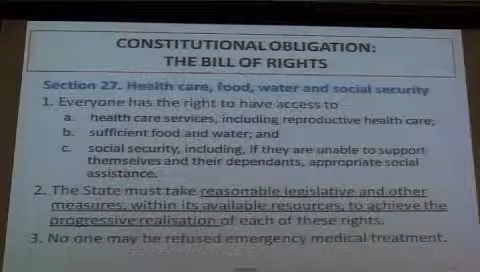 CONSTITUTIONAL OBLIGATION:
THE BILL OF RIGHTS
Section 27. Health care, food, water and social security
1. Everyone has the right to have access to
a. health care services, including reproductive health care;
b. sufficient food and water; and
c. social security, including, if they are unable to support
themselves and their dependants, appropriate social
assistance.
2. The State must take reasonable legislative and other
measures, within its available resources, to achieve the
progressive realisation of each of these rights.
3. No one may be refused emergency medical treatment.